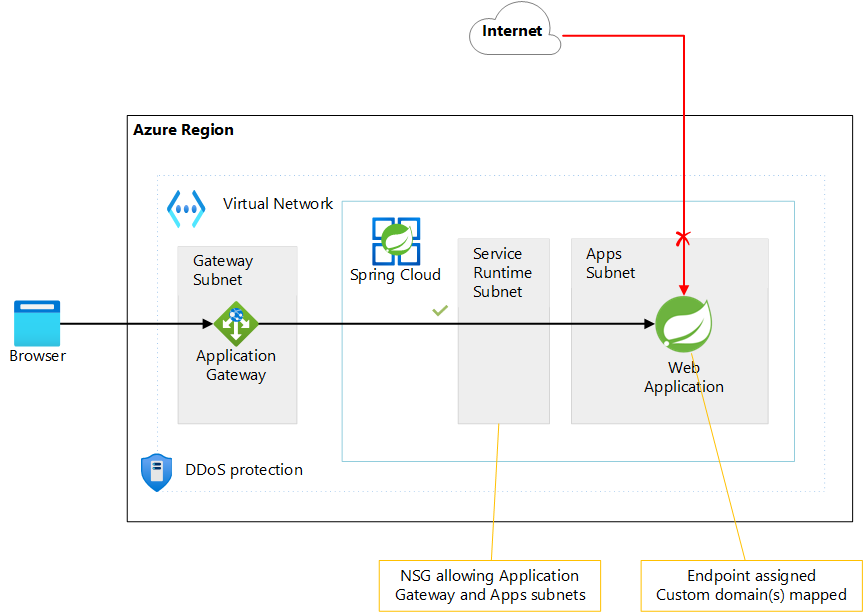 Internet
Azure Region
Virtual Network
Gateway
Subnet
Spring Cloud
Service
Runtime
Subnet
Apps
Subnet
Browser
Application
Gateway
Web
Application
DDoS protection
NSG allowing Application
Gateway and Apps subnets
Endpoint assigned
Custom domain(s) mapped